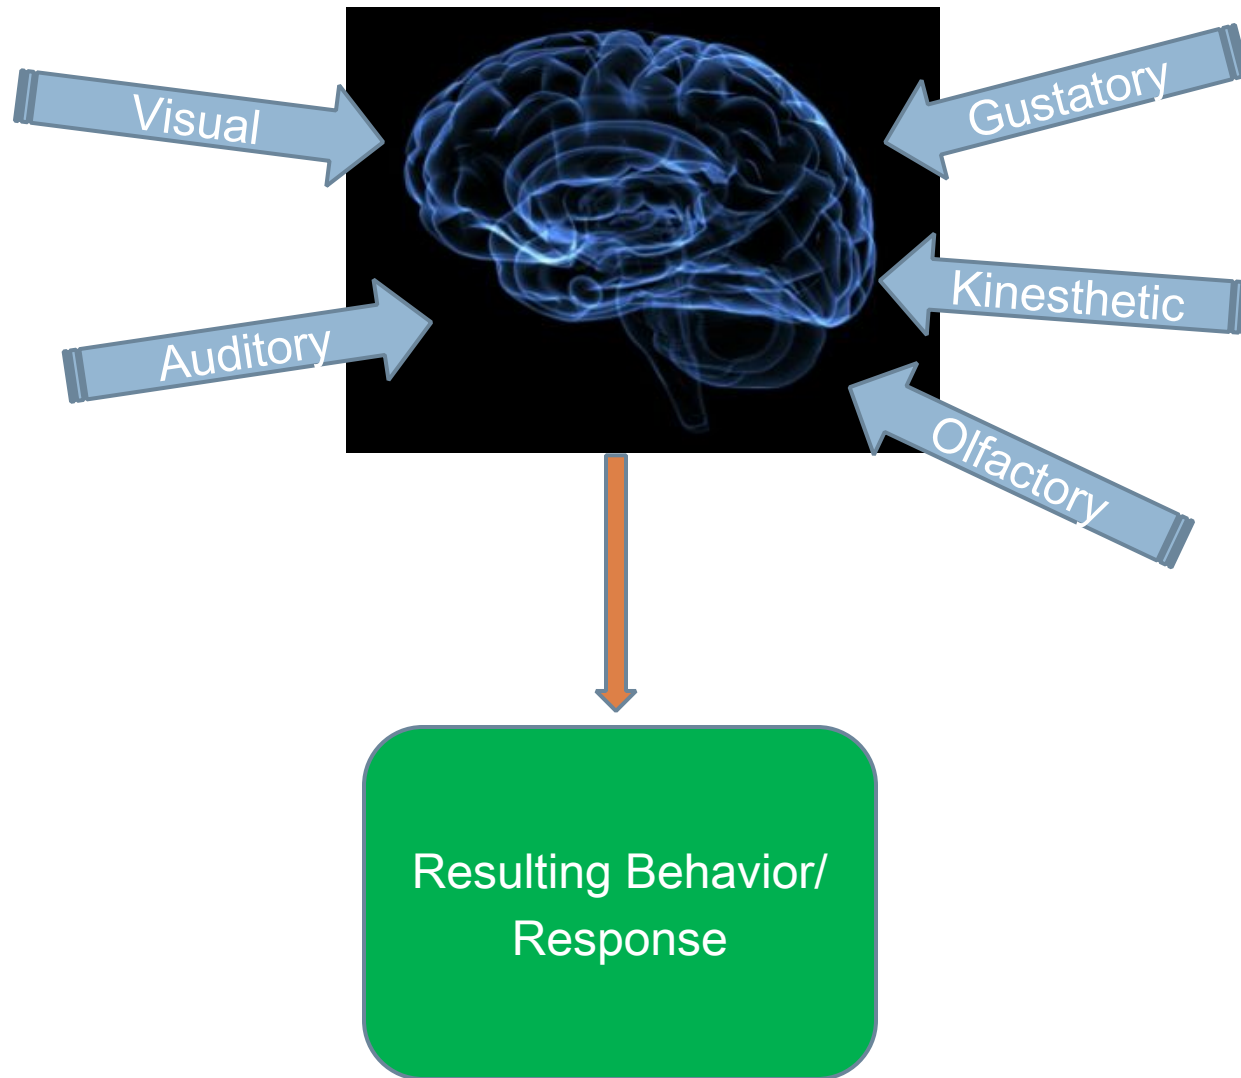 Visual
Gustatory
Kinesthetic
Auditory
Olfactory
Resulting Behavior/
Response